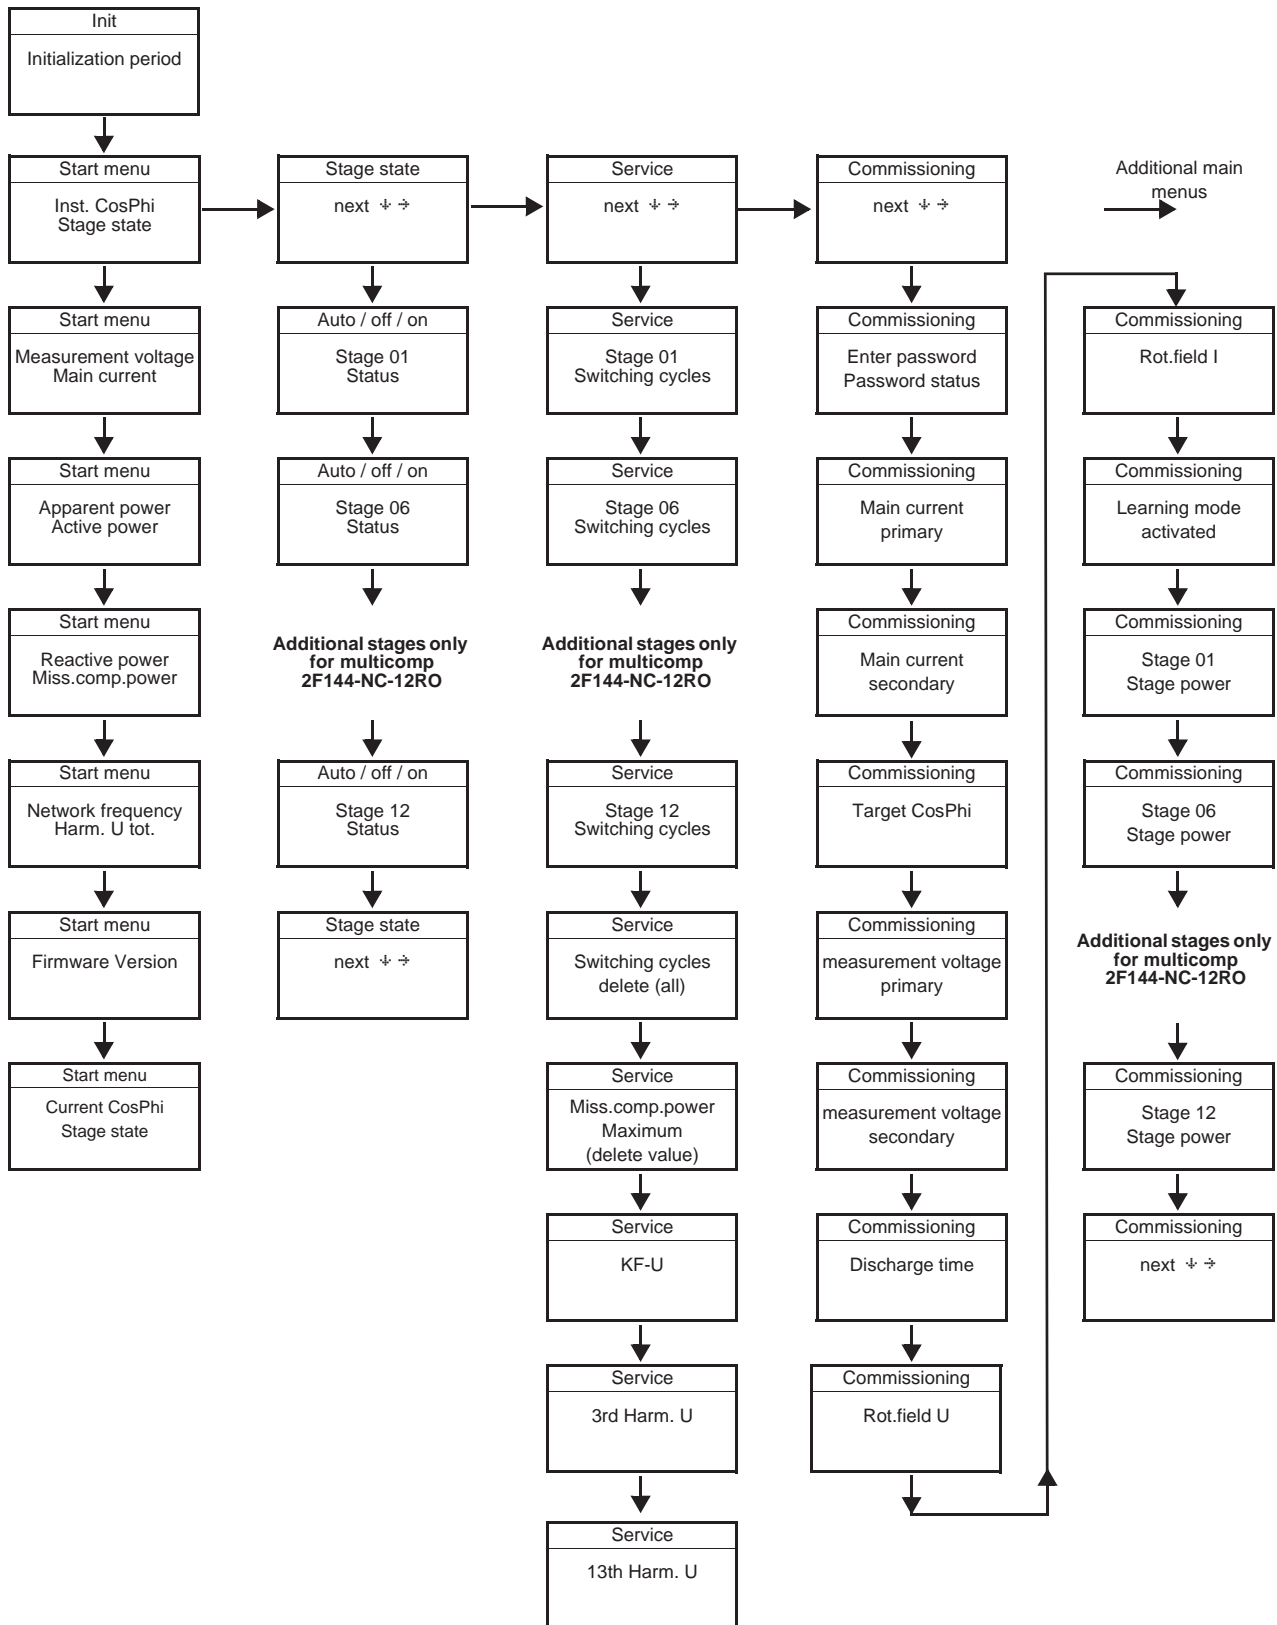 Init
Initialization period
Start menu
Inst. CosPhi
Stage state
Start menu
Measurement voltage
Main current
Start menu
Apparent power
Active power
Start menu
Reactive power
Miss.comp.power
Start menu
Network frequency
Harm. U tot.
Start menu
Firmware Version
Start menu
Current CosPhi
Stage state
Stage state
next ↓ →
Auto / off / on
Stage 01
Status
Auto / off / on
Stage 06
Status
Additional stages only
for multicomp
2F144-NC-12RO
Auto / off / on
Stage 12
Status
Stage state
next ↓ →
Service
next ↓ →
Service
Stage 01
Switching cycles
Service
Stage 06
Switching cycles
Additional stages only
for multicomp
2F144-NC-12RO
Service
Stage 12
Switching cycles
Service
Switching cycles
delete (all)
Service
Miss.comp.power
Maximum
(delete value)
Service
KF-U
Service
3rd Harm. U
Service
13th Harm. U
Commissioning
next ↓ →
Commissioning
Enter password
Password status
Commissioning
Main current
primary
Commissioning
Main current
secondary
Commissioning
Target CosPhi
Commissioning
measurement voltage
primary
Commissioning
measurement voltage
secondary
Commissioning
Discharge time
Commissioning
Rot.field U
Additional main
menus
Commissioning
Rot.field I
Commissioning
Learning mode
activated
Commissioning
Stage 01
Stage power
Commissioning
Stage 06
Stage power
Additional stages only
for multicomp
2F144-NC-12RO
Commissioning
Stage 12
Stage power
Commissioning
next ↓ →